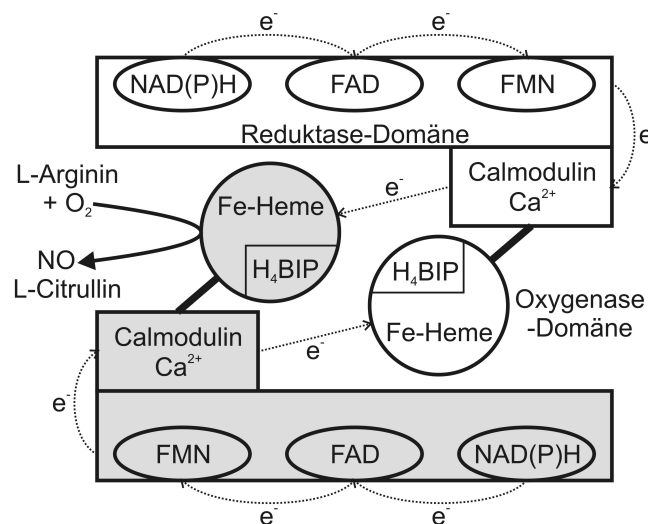 e-
e-
NAD(P)H
FAD
FMN
Reduktase-Domäne
e-
L-Arginin
+ O₂
Fe-Heme
e-
Calmodulin
Ca²⁺
NO
L-Citrullin
H₄BIP
H₄BIP
Fe-Heme
Oxygenase
-Domäne
Calmodulin
Ca²⁺
e-
e-
FMN
FAD
NAD(P)H
e-
e-